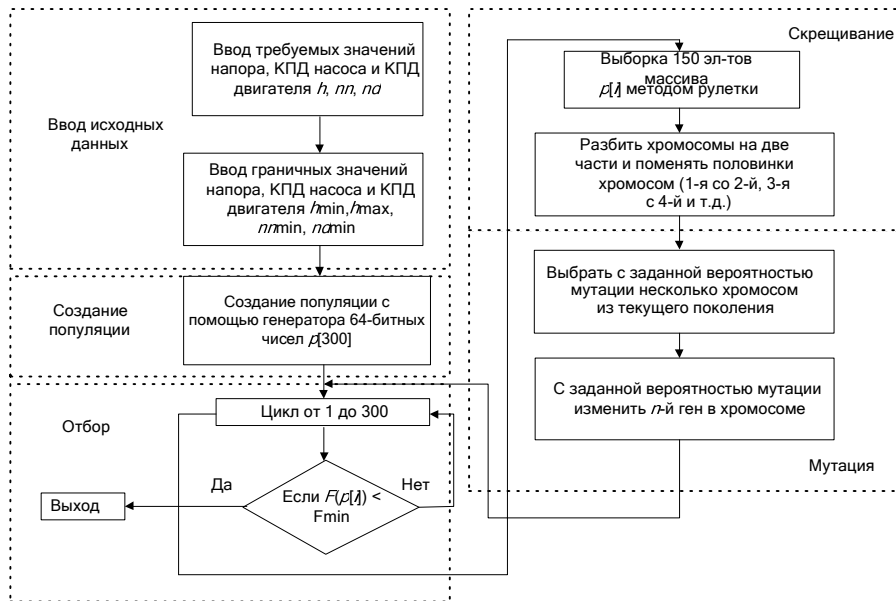 Ввод требуемых значений
напора, КПД насоса и КПД
двигателя h, nn, nd
Ввод исходных
данных
Ввод граничных значений
напора, КПД насоса и КПД
двигателя hmin,hmax,
nnmin, ndmin
Создание
популяции
Создание популяции с
помощью генератора 64-битных
чисел p[300]
Отбор
Цикл от 1 до 300
Да
Нет
Если F(p[i]) <
Fmin
Выход
Скрещивание
Выборка 150 эл-тов
массива
p[i] методом рулетки
Разбить хромосомы на две
части и поменять половинки
хромосом (1-я со 2-й, 3-я
с 4-й и т.д.)
Выбрать с заданной вероятностью
мутации несколько хромосом
из текущего поколения
С заданной вероятностью мутации
изменить n-й ген в хромосоме
Мутация